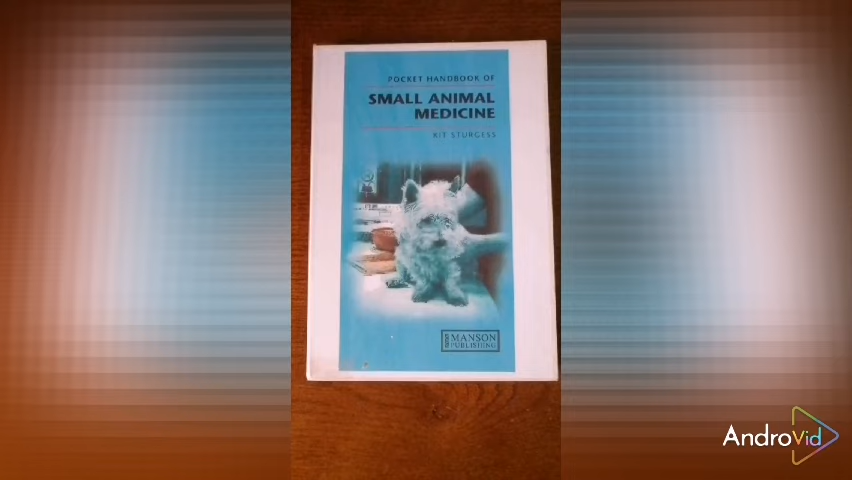 POCKET HANDBOOK OF
SMALL ANIMAL
MEDICINE
KIT STURGESS
MANSON
PUBLISHING
AndroVid